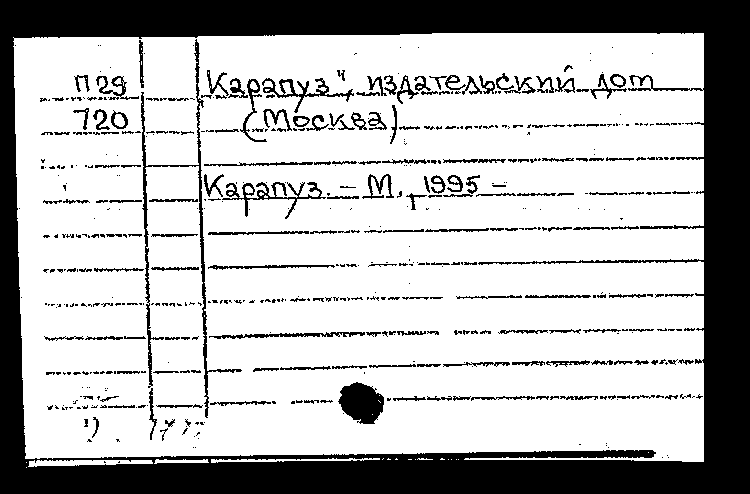 П29 Карапуз", издательский дом
720 (Москва)
Карапуз. – М., 1995 –